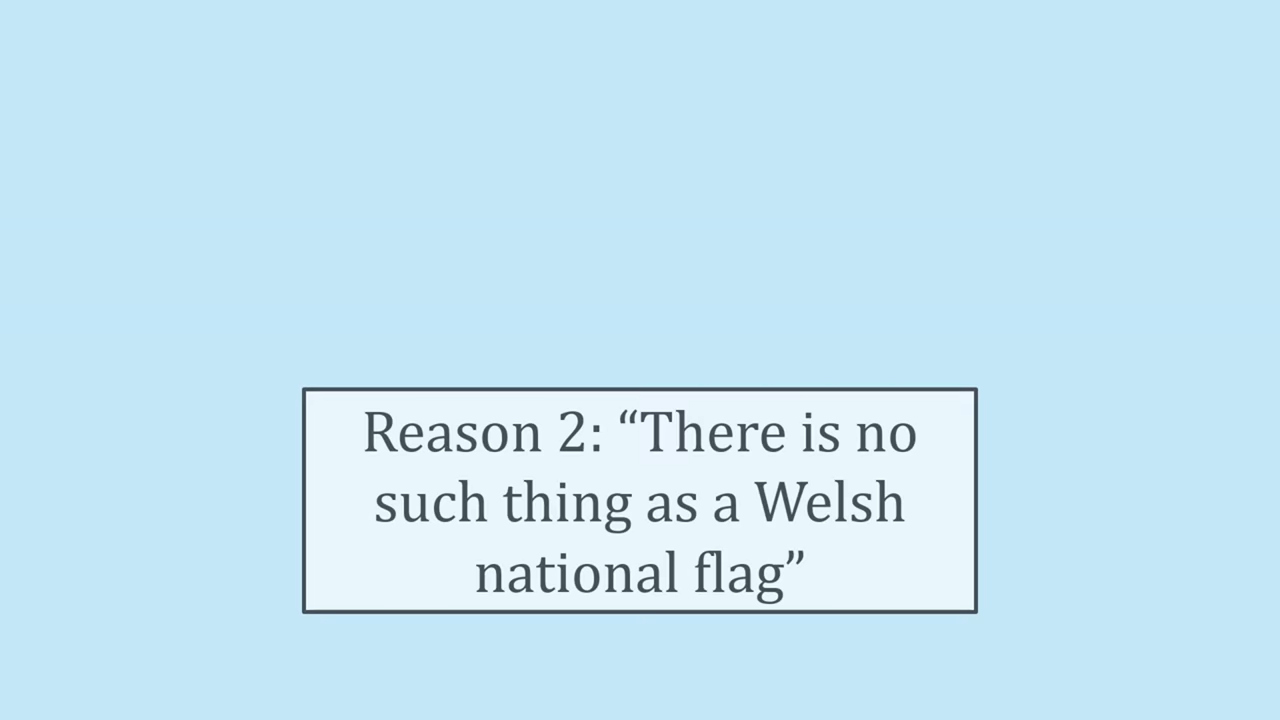 Reason 2: “There is no
such thing as a Welsh
national flag”